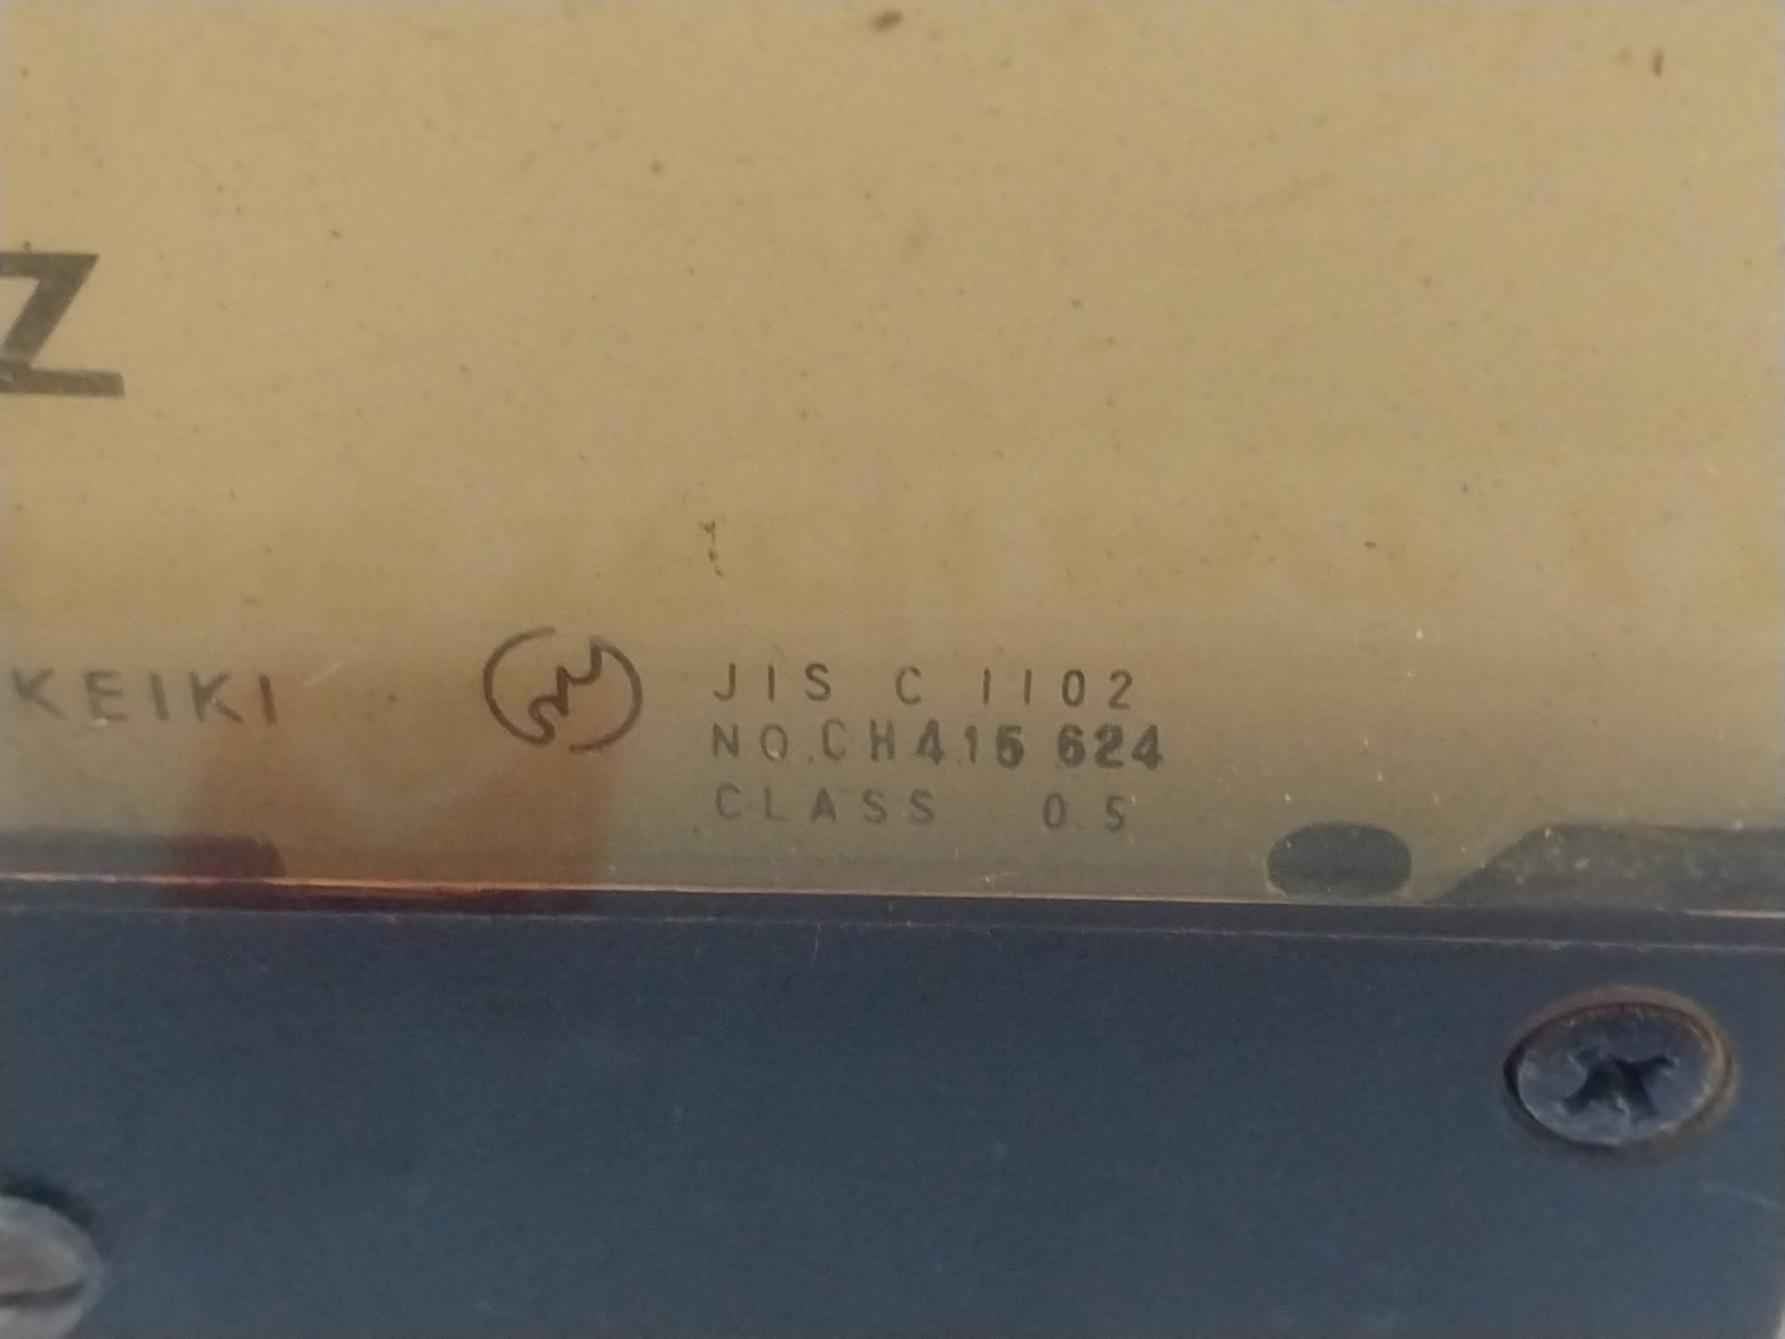 Z
KEIKI
JIS C 1102
NO.CH415 624
CLASS 0.5